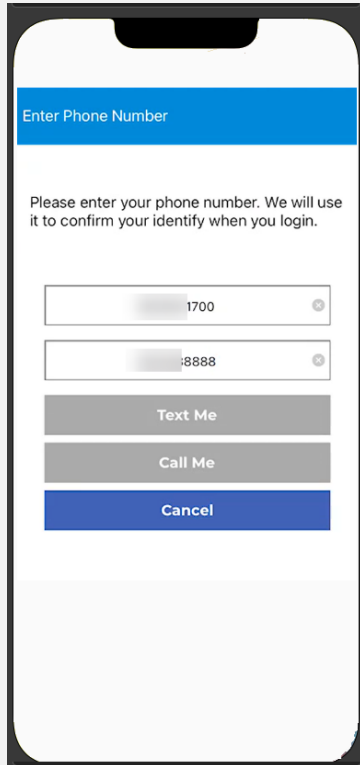 Enter Phone Number
Please enter your phone number. We will use
it to confirm your identify when you login.
1700
8888
Text Me
Call Me
Cancel